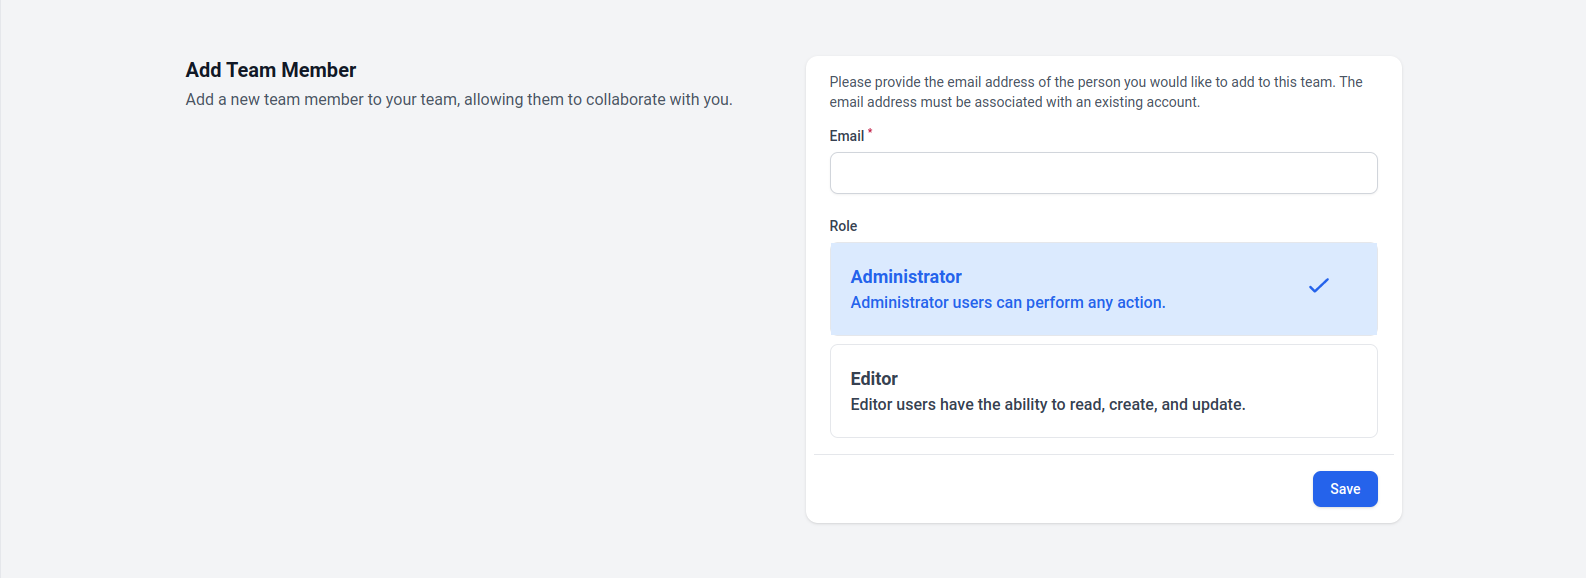 Add Team Member
Add a new team member to your team, allowing them to collaborate with you.
Please provide the email address of the person you would like to add to this team. The
email address must be associated with an existing account.
Email *
Role
Administrator
Administrator users can perform any action.
Editor
Editor users have the ability to read, create, and update.
Save